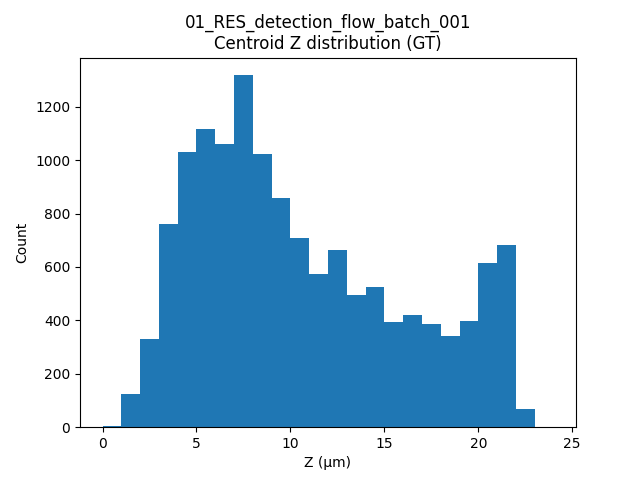 01_RES_detection_flow_batch_001
Centroid Z distribution (GT)
1200
1000
800
600
400
200
0
Count
0 5 10 15 20 25
Z (µm)